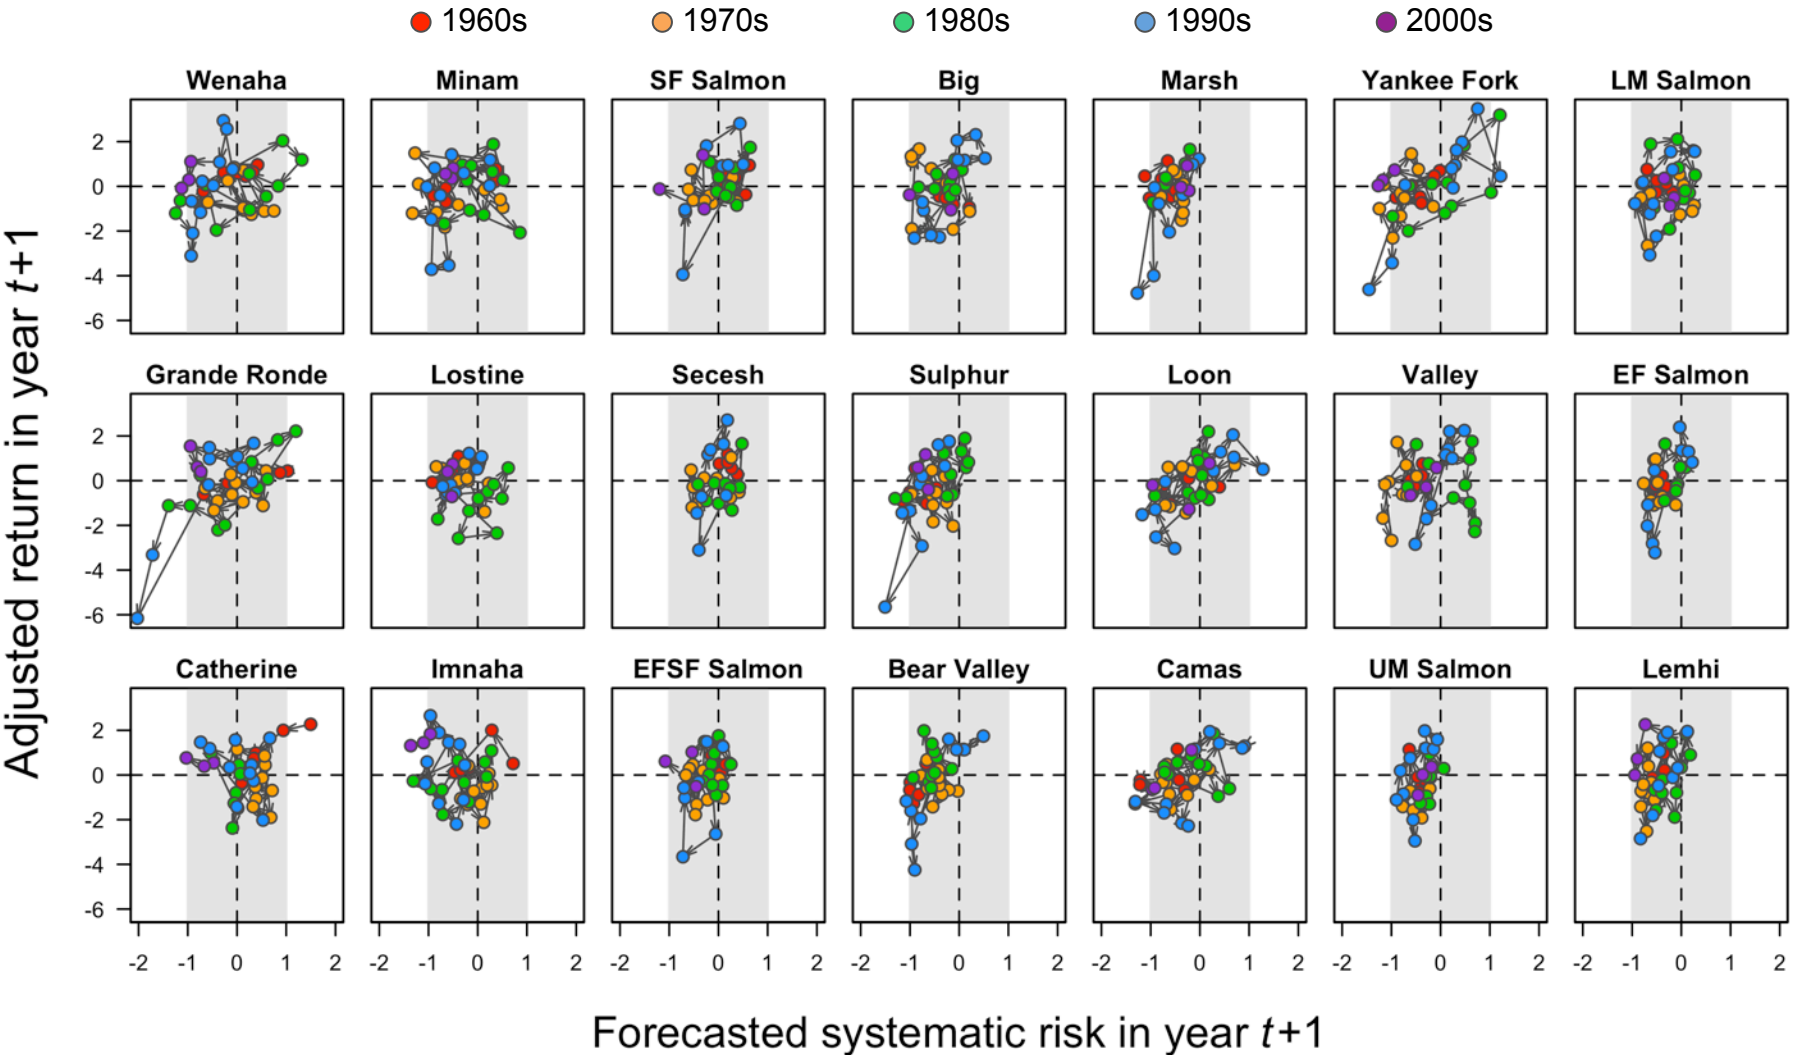 1960s 1970s 1980s 1990s 2000s
Wenaha Minam SF Salmon Big Marsh Yankee Fork LM Salmon
2
0
-2
-4
-6
Grande Ronde Lostine Secesh Sulphur Loon Valley EF Salmon
2
0
-2
-4
-6
Catherine Imnaha EFSF Salmon Bear Valley Camas UM Salmon Lemhi
2
0
-2
-4
-6
-2 -1 0 1 2 -2 -1 0 1 2 -2 -1 0 1 2 -2 -1 0 1 2 -2 -1 0 1 2 -2 -1 0 1 2 -2 -1 0 1 2
Adjusted return in year t+1
Forecasted systematic risk in year t+1